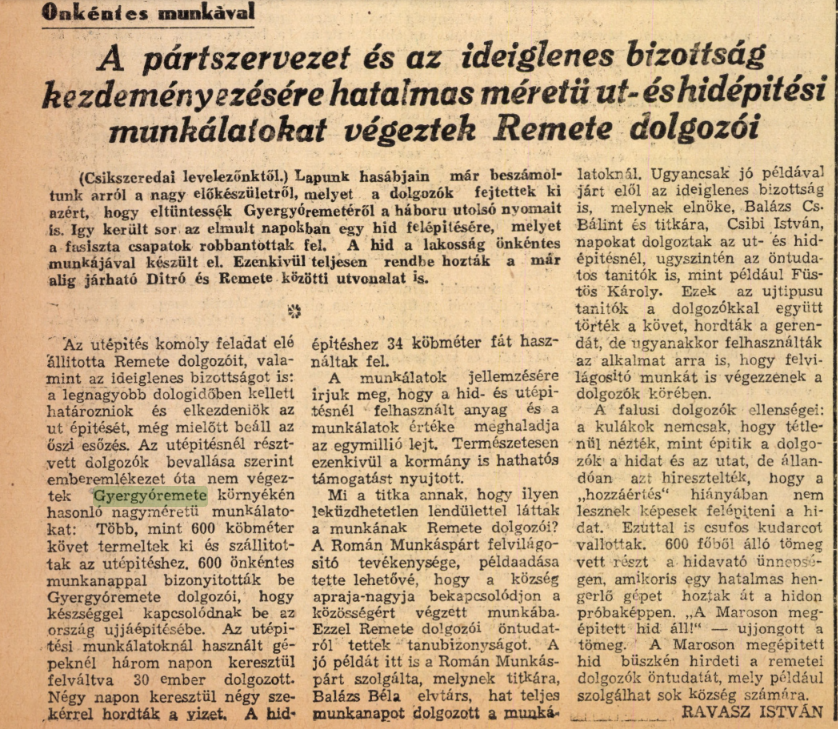 Önkéntes munkával
A pártszervezet és az ideiglenes bizottság
kezdeményezésére hatalmas méretü ut- és hidépitési
munkálatokat végeztek Remete dolgozói
(Csikszeredai levelezőnktől.) Lapunk hasábjain már beszámol-
tunk arról a nagy előkészületről, melyet a dolgozók fejtettek ki
azért, hogy eltüntessék Gyergyóremetéről a háboru utolsó nyomait
is. Igy került sor az elmult napokban egy hid felépitésére, melyet
a fasiszta csapatok robbantottak fel. A hid a lakosság önkéntes
munkájával készült el. Ezenkivül teljesen rendbe hozták a már
alig járható Ditró és Remete közötti utvonalat is.
Az utépités komoly feladat elé
állitotta Remete dolgozóit, vala-
mint az ideiglenes bizottságot is:
a legnagyobb dologidőben kellett
határozniok és elkezdeniök az
ut épitését, még mielőtt beáll az
őszi esőzés. Az utépitésnél részt-
vett dolgozók bevallása szerint
emberemlékezet óta nem végez-
tek Gyergyóremete környékén
hasonló nagyméretü munkálato-
kat: Több, mint 600 köbméter
követ termeltek ki és szállitot-
tak az utépitéshez. 600 önkéntes
munkanappal bizonyitották be
Gyergyóremete dolgozói, hogy
készséggel kapcsolódnak be az
ország ujjáépitésébe. Az utépi-
tési munkálatoknál használt gé-
peknél három napon keresztül
felváltva 30 ember dolgozott.
Négy napon keresztül négy sze-
kérrel hordták a vizet. A hid-
épitéshez 34 köbméter fát hasz-
náltak fel.
A munkálatok jellemzésére
irjuk meg, hogy a hid- és utépi-
tésnél felhasznált anyag és a
munkálatok értéke meghaladja
az egymillió lejt. Természetesen
ezenkivül a kormány is hathatós
támogatást nyujtott.
Mi a titka annak, hogy ilyen
leküzdhetetlen lendülettel láttak
a munkának Remete dolgozói?
A Román Munkáspárt felvilágo-
sitó tevékenysége, példaadása
tette lehetővé, hogy a község
apraja-nagyja bekapcsolódjon a
közösségért végzett munkába.
Ezzel Remete dolgozói öntudat-
ról tettek tanubizonyságot. A
jó példát itt is a Román Munkás-
párt szolgálta, melynek titkára,
Balázs Béla elvtárs, hat teljes
munkanapot dolgozott a munká-
latoknál. Ugyancsak jó példával
járt elől az ideiglenes bizottság
is, melynek elnöke, Balázs Cs.
Bálint és titkára, Csibi István,
napokat dolgoztak az ut- és hid-
épitésnél, ugyszintén az öntuda-
tos tanitók is, mint például Füs-
tös Károly. Ezek az ujtipusu
tanitók a dolgozókkal együtt
törték a követ, hordták a geren-
dát, de ugyanakkor felhasználták
az alkalmat arra is, hogy felvi-
lágositó munkát is végezzenek a
dolgozók körében.
A falusi dolgozók ellenségei:
a kulákok nemcsak, hogy tétle-
nül nézték, mint épitik a dolgo-
zók a hidat és az utat, de állan-
dóan azt hiresztelték, hogy a
„hozzáértés" hiányában nem
lesznek képesek felépiteni a hi-
dat. Ezúttal is csufos kudarcot
vallottak. 600 főből álló tömeg
vett részt a hidavató ünnepsé-
gen, amikoris egy hatalmas hen-
gerlő gépet hoztak át a hidon
próbaképpen. „A Maroson meg-
épitett hid áll!" — ujjongott a
tömeg. A Maroson megépitett
hid büszkén hirdeti a remetei
dolgozók öntudatát, mely például
szolgálhat sok község számára.
RAVASZ ISTVÁN